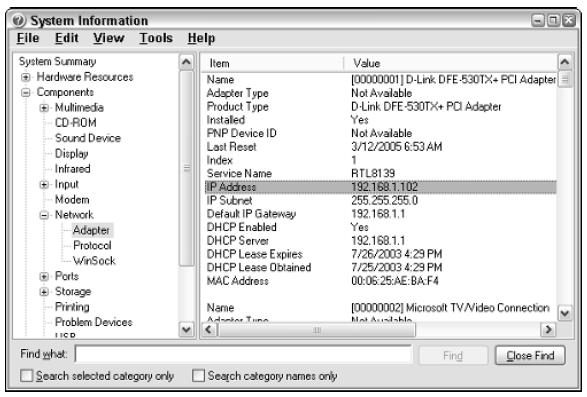 System Information
File Edit View Tools Help
System Summary
Hardware Resources
Components
Multimedia
CD-ROM
Sound Device
Display
Infrared
Input
Modem
Network
Adapter
Protocol
WinSock
Ports
Storage
Printing
Problem Devices
USB
Item Value
Name [00000001] D-Link DFE-530TX+ PCI Adapter
Adapter Type Not Available
Product Type D-Link DFE-530TX+ PCI Adapter
Installed Yes
PNP Device ID Not Available
Last Reset 3/12/2005 6:53 AM
Index 1
Service Name RTL8139
IP Address 192.168.1.102
IP Subnet 255.255.255.0
Default IP Gateway 192.168.1.1
DHCP Enabled Yes
DHCP Server 192.168.1.1
DHCP Lease Expires 7/26/2003 4:29 PM
DHCP Lease Obtained 7/25/2003 4:29 PM
MAC Address 00:06:25:AE:BA:F4
Name [00000002] Microsoft TV/Video Connection
Adapter Type Not Available
Find what: Find Close Find
Search selected category only Search category names only